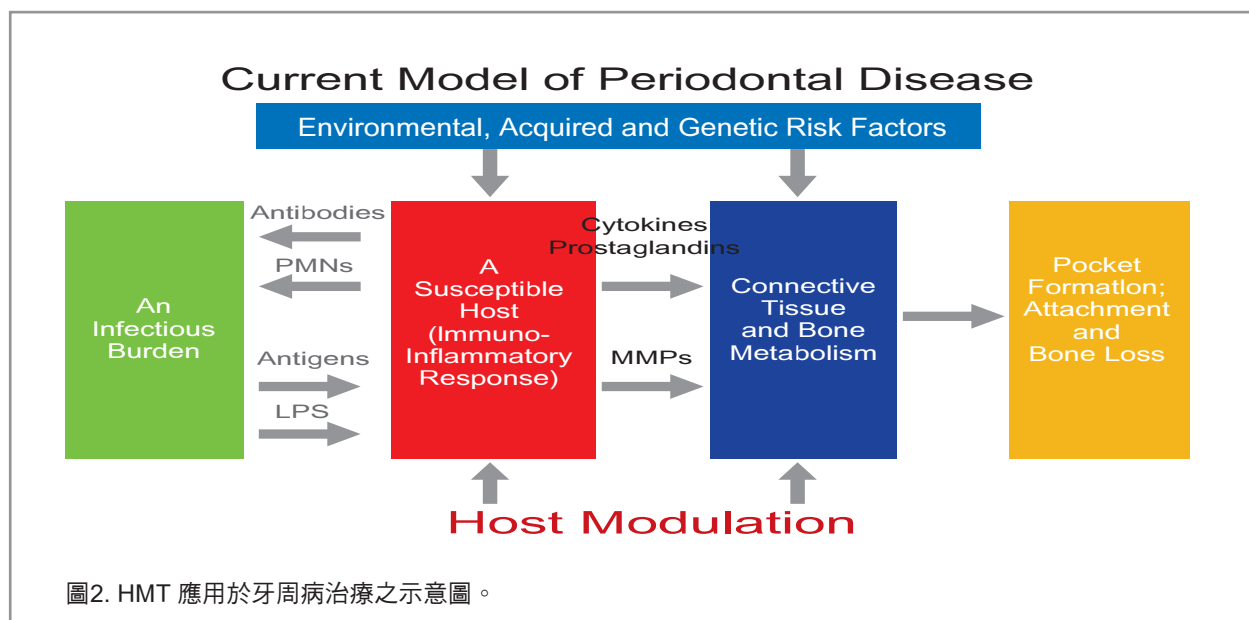 Current Model of Periodontal Disease
Environmental, Acquired and Genetic Risk Factors
An
Infectious
Burden
Antibodies
PMNs
Antigens
LPS
A
Susceptible
Host
(Immuno-
Inflammatory
Response)
Cytokines
Prostaglandins
MMPs
Connective
Tissue
and Bone
Metabolism
Pocket
Formation;
Attachment
and
Bone Loss
Host Modulation
圖2. HMT 應用於牙周病治療之示意圖。